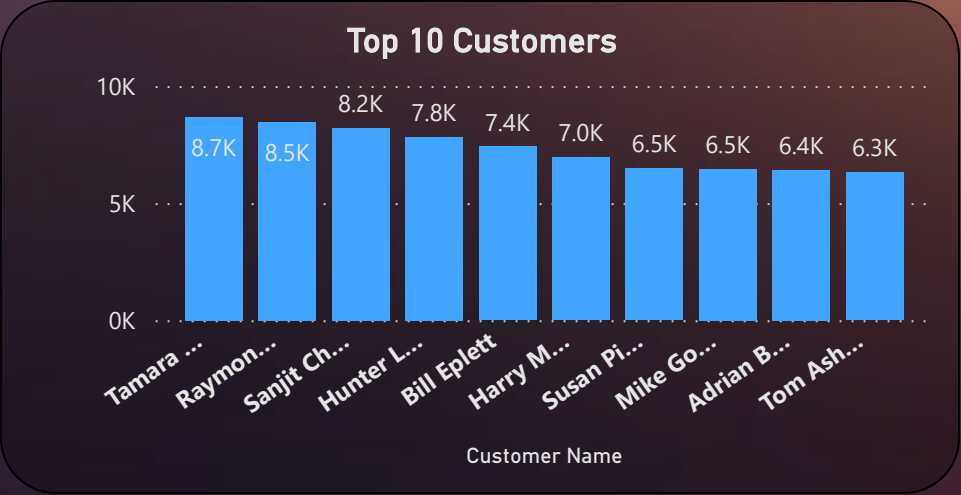 Top 10 Customers
10K
5K
0K
8.7K
8.5K
8.2K
7.8K
7.4K
7.0K
6.5K
6.5K
6.4K
6.3K
Tamara ...
Raymon...
Sanjit Ch...
Hunter L...
Bill Eplett
Harry M...
Susan Pi...
Mike Go...
Adrian B...
Tom Ash...
Customer Name